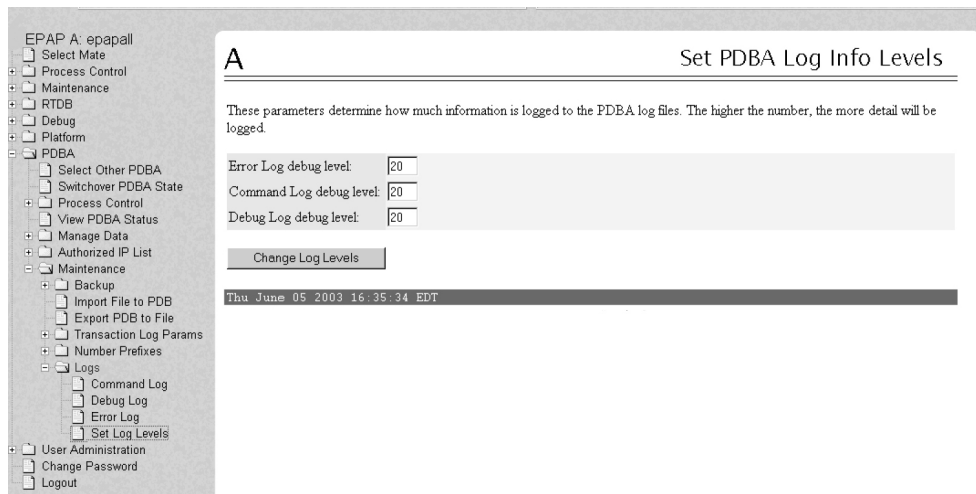 EPAP A: epapall
Select Mate
Process Control
Maintenance
RTDB
Debug
Platform
PDBA
Select Other PDBA
Switchover PDBA State
Process Control
View PDBA Status
Manage Data
Authorized IP List
Maintenance
Backup
Import File to PDB
Export PDB to File
Transaction Log Params
Number Prefixes
Logs
Command Log
Debug Log
Error Log
Set Log Levels
User Administration
Change Password
Logout
A
Set PDBA Log Info Levels
These parameters determine how much information is logged to the PDBA log files. The higher the number, the more detail will be
logged.
Error Log debug level: 20
Command Log debug level: 20
Debug Log debug level: 20
Change Log Levels
Thu June 05 2003 16:35:34 EDT